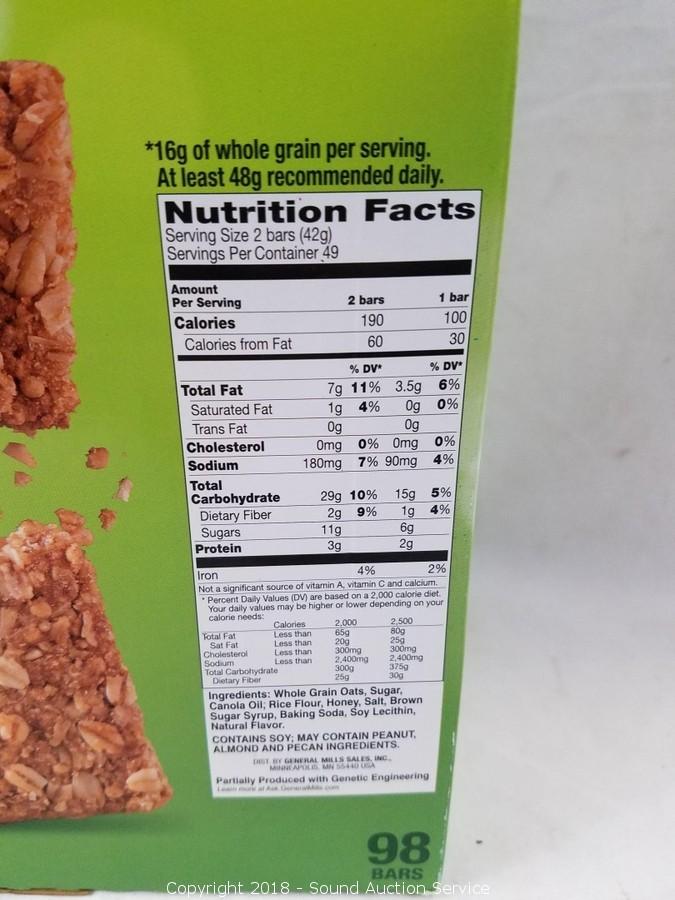 *16g of whole grain per serving.
At least 48g recommended daily.
Nutrition Facts
Serving Size 2 bars (42g)
Servings Per Container 49
Amount
Per Serving 2 bars 1 bar
Calories 190 100
Calories from Fat 60 30
% DV* % DV*
Total Fat 7g 11% 3.5g 6%
Saturated Fat 1g 4% 0g 0%
Trans Fat 0g 0g
Cholesterol 0mg 0% 0mg 0%
Sodium 180mg 7% 90mg 4%
Total
Carbohydrate 29g 10% 15g 5%
Dietary Fiber 2g 9% 1g 4%
Sugars 11g 6g
Protein 3g 2g
Iron 4% 2%
Not a significant source of vitamin A, vitamin C and calcium.
* Percent Daily Values (DV) are based on a 2,000 calorie diet.
Your daily values may be higher or lower depending on your
calorie needs:
Calories 2,000 2,500
Total Fat Less than 65g 80g
Sat Fat Less than 20g 25g
Cholesterol Less than 300mg 300mg
Sodium Less than 2,400mg 2,400mg
Total Carbohydrate 300g 375g
Dietary Fiber 25g 30g
Ingredients: Whole Grain Oats, Sugar,
Canola Oil, Rice Flour, Honey, Salt, Brown
Sugar Syrup, Baking Soda, Soy Lecithin,
Natural Flavor.
CONTAINS SOY; MAY CONTAIN PEANUT,
ALMOND AND PECAN INGREDIENTS.
DIST. BY GENERAL MILLS SALES, INC.,
MINNEAPOLIS, MN 55440 USA
Partially Produced with Genetic Engineering
Learn more at Ask.GeneralMills.com
98
BARS
Copyright 2018 - Sound Auction Service